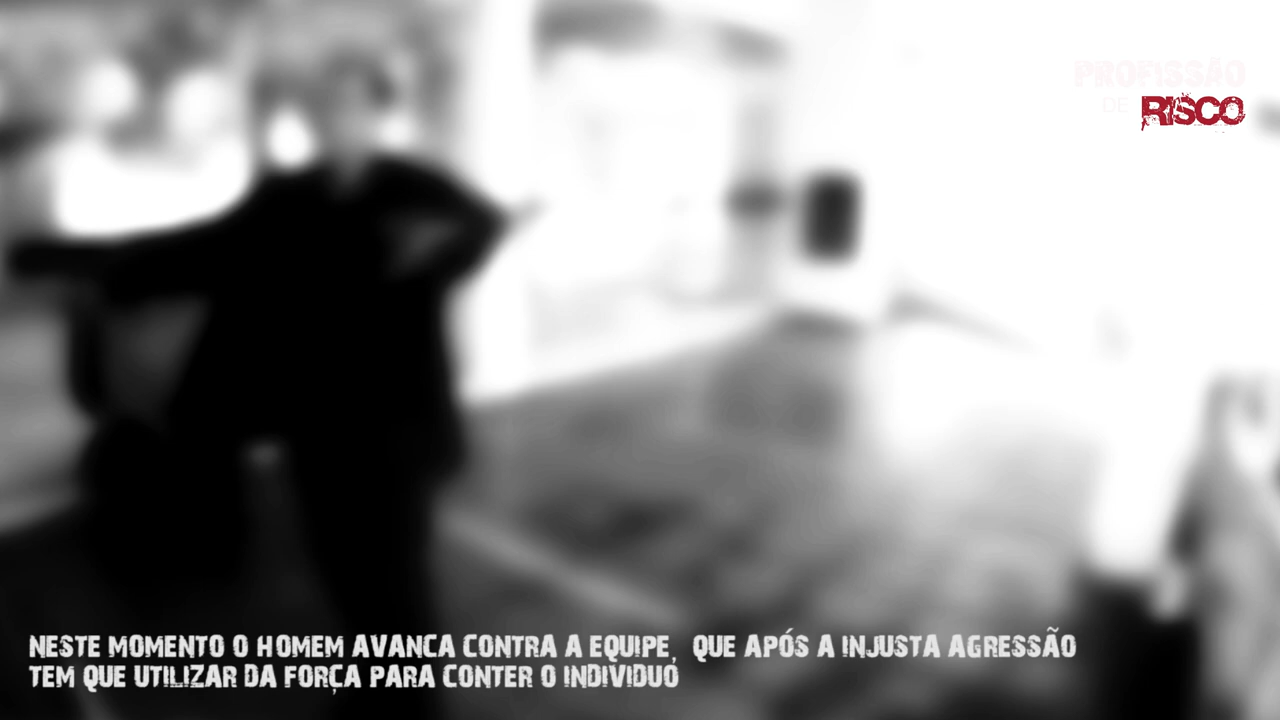 PROFISSÃO
DE RISCO
NESTE MOMENTO O HOMEM AVANCA CONTRA A EQUIPE, QUE APÓS A INJUSTA AGRESSÃO
TEM QUE UTILIZAR DA FORÇA PARA CONTER O INDIVIDUO